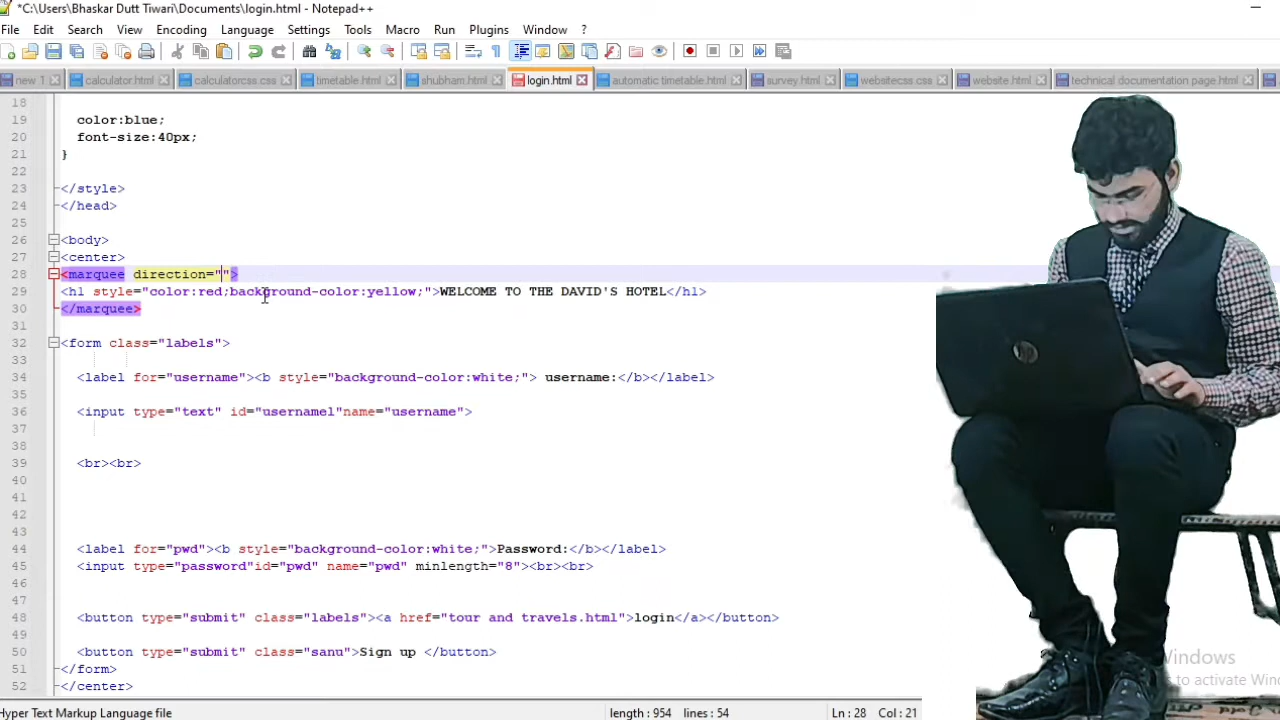 *C:\Users\Bhaskar Dutt Tiwari\Documents\login.html - Notepad++
File Edit Search View Encoding Language Settings Tools Macro Run Plugins Window ?
new 1 calculator.html calculatorcss.css timetable.html shubham.html login.html automatic timetable.html survey.html websitecss.css website.html technical documentation page.html
18
19 color:blue;
20 font-size:40px;
21 }
22
23 </style>
24 </head>
25
26 <body>
27 <center>
28 <marquee direction="">
29 <h1 style="color:red;background-color:yellow;">WELCOME TO THE DAVID'S HOTEL</h1>
30 </marquee>
31
32 <form class="labels">
33
34 <label for="username"><b style="background-color:white;"> username:</b></label>
35
36 <input type="text" id="username1"name="username">
37
38
39 <br><br>
40
41
42
43
44 <label for="pwd"><b style="background-color:white;">Password:</b></label>
45 <input type="password"id="pwd" name="pwd" minlength="8"><br><br>
46
47
48 <button type="submit" class="labels"><a href="tour and travels.html">login</a></button>
49
50 <button type="submit" class="sanu">Sign up </button>
51 </form>
52 </center>
Windows
s to activate Win
Hyper Text Markup Language file length : 954 lines : 54 Ln : 28 Col : 21